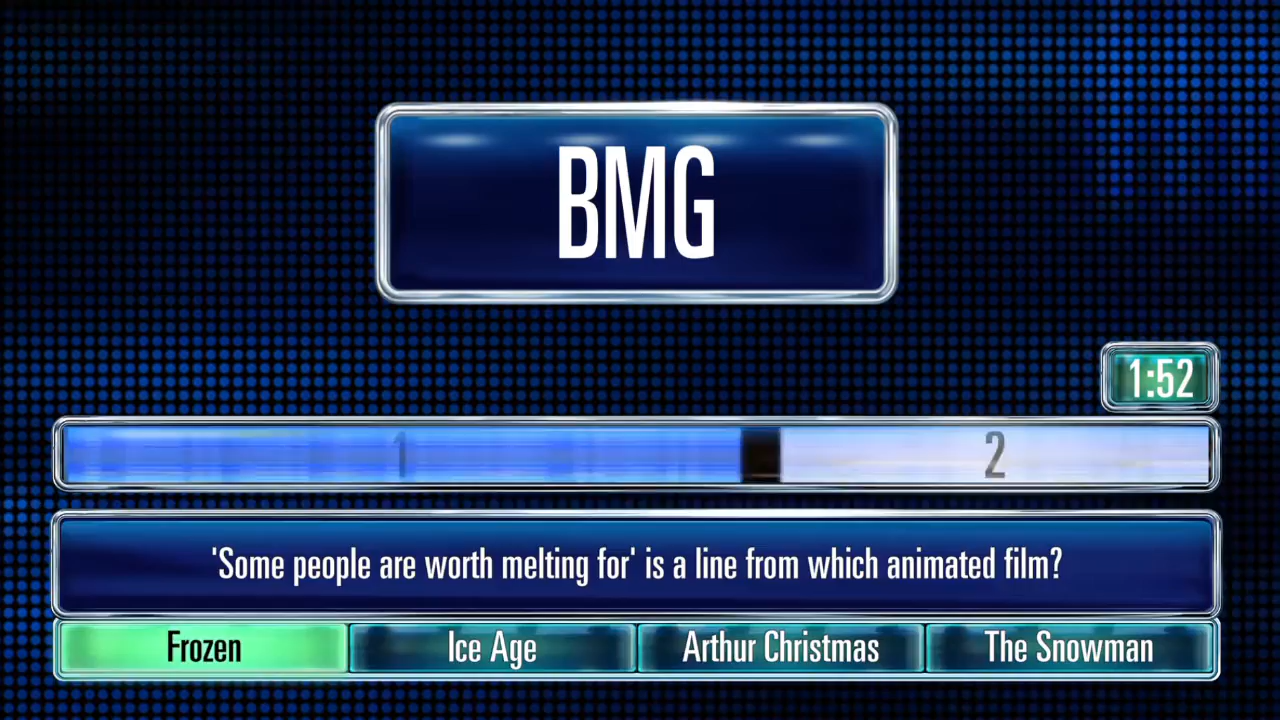 BMG
1:52
1
2
'Some people are worth melting for' is a line from which animated film?
Frozen
Ice Age
Arthur Christmas
The Snowman